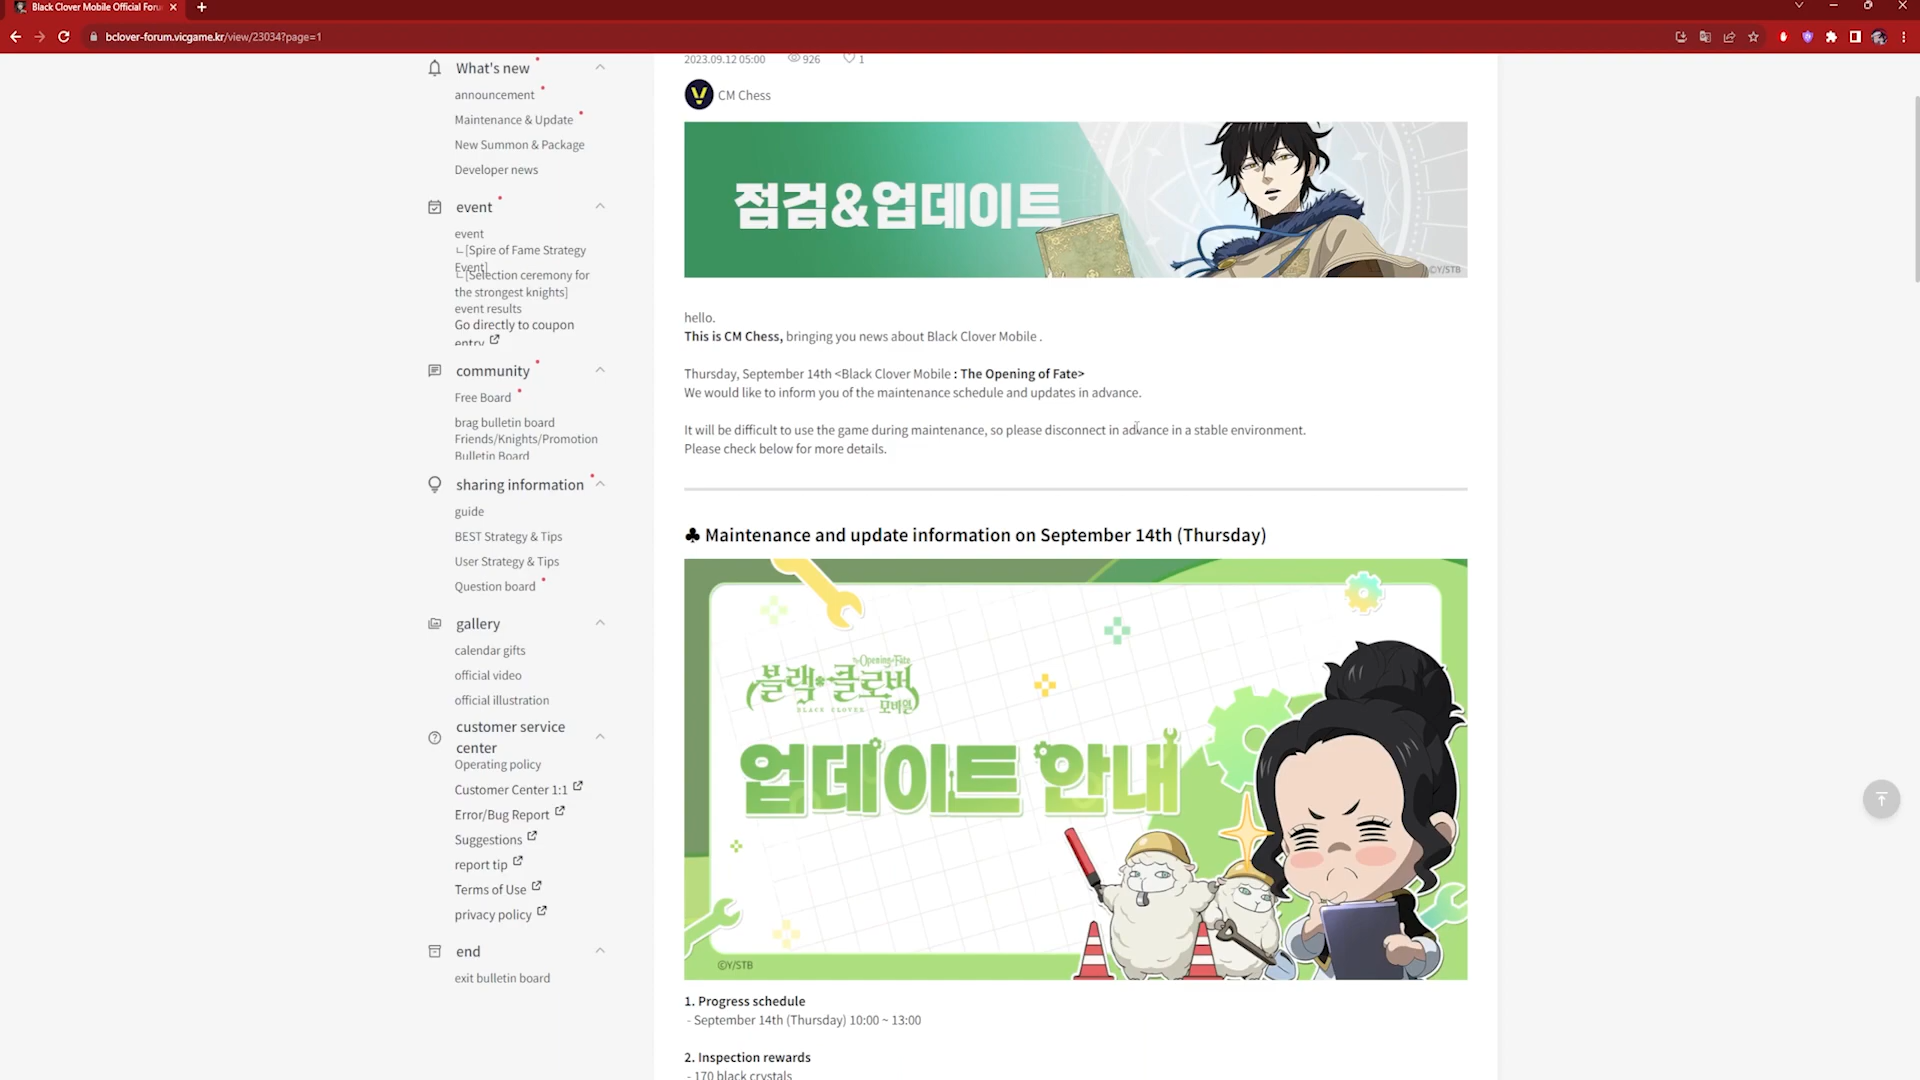 Black Clover Mobile Official Foru
bclover-forum.vicgame.kr/view/23034?page=1
What's new
announcement
Maintenance & Update
New Summon & Package
Developer news
event
event
ㄴ[Spire of Fame Strategy
Event]
ㄴ[Selection ceremony for
the strongest knights]
event results
Go directly to coupon
entry
community
Free Board
brag bulletin board
Friends/Knights/Promotion
Bulletin Board
sharing information
guide
BEST Strategy & Tips
User Strategy & Tips
Question board
gallery
calendar gifts
official video
official illustration
customer service
center
Operating policy
Customer Center 1:1
Error/Bug Report
Suggestions
report tip
Terms of Use
privacy policy
end
exit bulletin board
2023.09.12 05:00 926 1
CM Chess
점검&업데이트
©Y/STB
hello.
This is CM Chess, bringing you news about Black Clover Mobile .
Thursday, September 14th <Black Clover Mobile : The Opening of Fate>
We would like to inform you of the maintenance schedule and updates in advance.
It will be difficult to use the game during maintenance, so please disconnect in advance in a stable environment.
Please check below for more details.
♣ Maintenance and update information on September 14th (Thursday)
The Opening of Fate
블랙클로버
BLACK CLOVER
모바일
업데이트 안내
©Y/STB
1. Progress schedule
- September 14th (Thursday) 10:00 ~ 13:00
2. Inspection rewards
- 170 black crystals